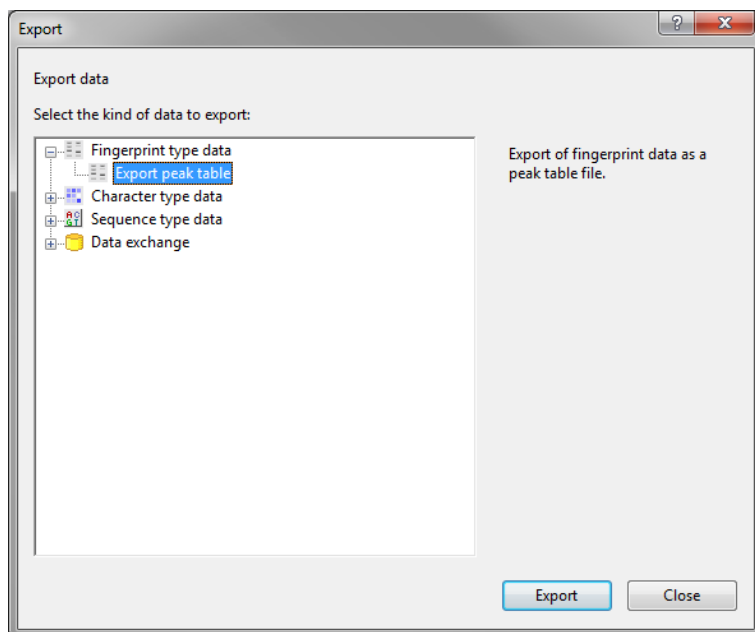 Export
?
Export data
Select the kind of data to export:
Fingerprint type data
Export peak table
Character type data
Sequence type data
Data exchange
Export of fingerprint data as a
peak table file.
Export
Close